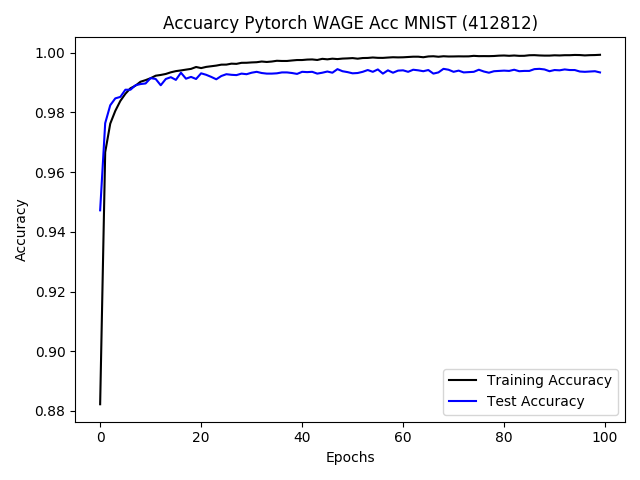 Accuarcy Pytorch WAGE Acc MNIST (412812)
1.00
0.98
0.96
0.94
0.92
0.90
0.88
Accuracy
0 20 40 60 80 100
Epochs
Training Accuracy
Test Accuracy